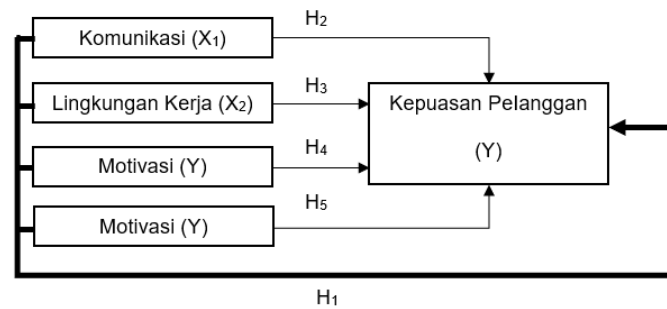 H₂
Komunikasi (X₁)
Lingkungan Kerja (X₂)
H₃
Kepuasan Pelanggan
(Y)
H₄
Motivasi (Y)
H₅
Motivasi (Y)
H₁